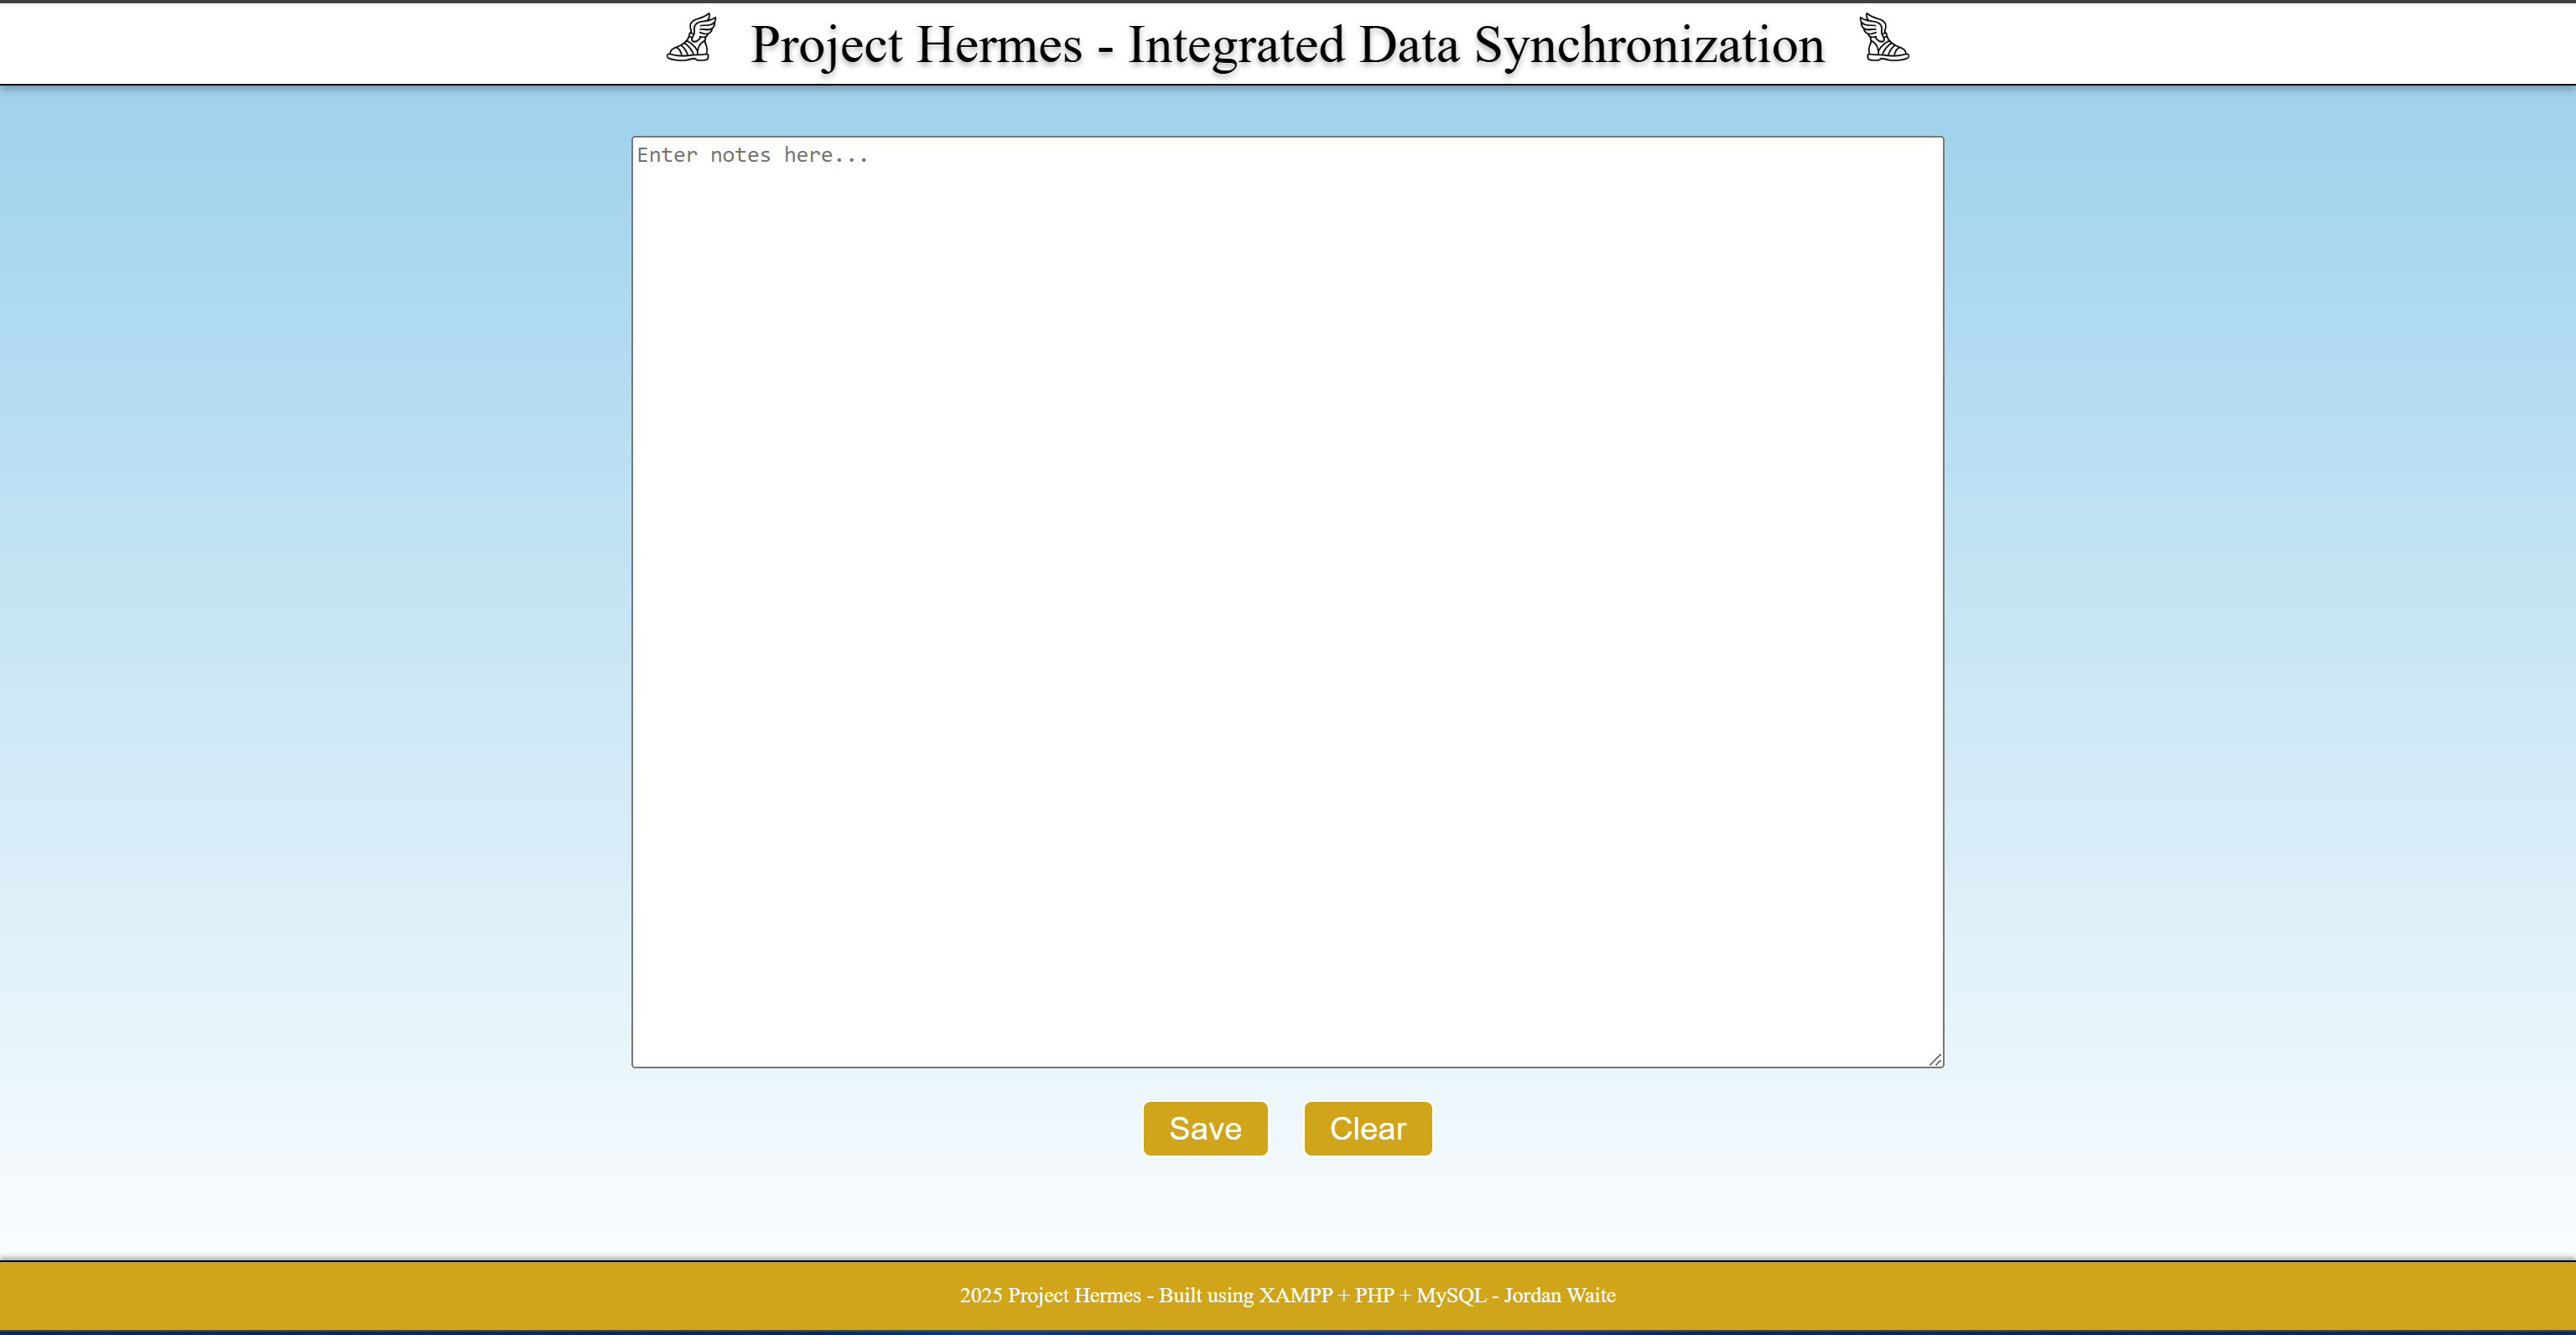 Project Hermes - Integrated Data Synchronization
Enter notes here...
Save
Clear
2025 Project Hermes - Built using XAMPP + PHP + MySQL - Jordan Waite